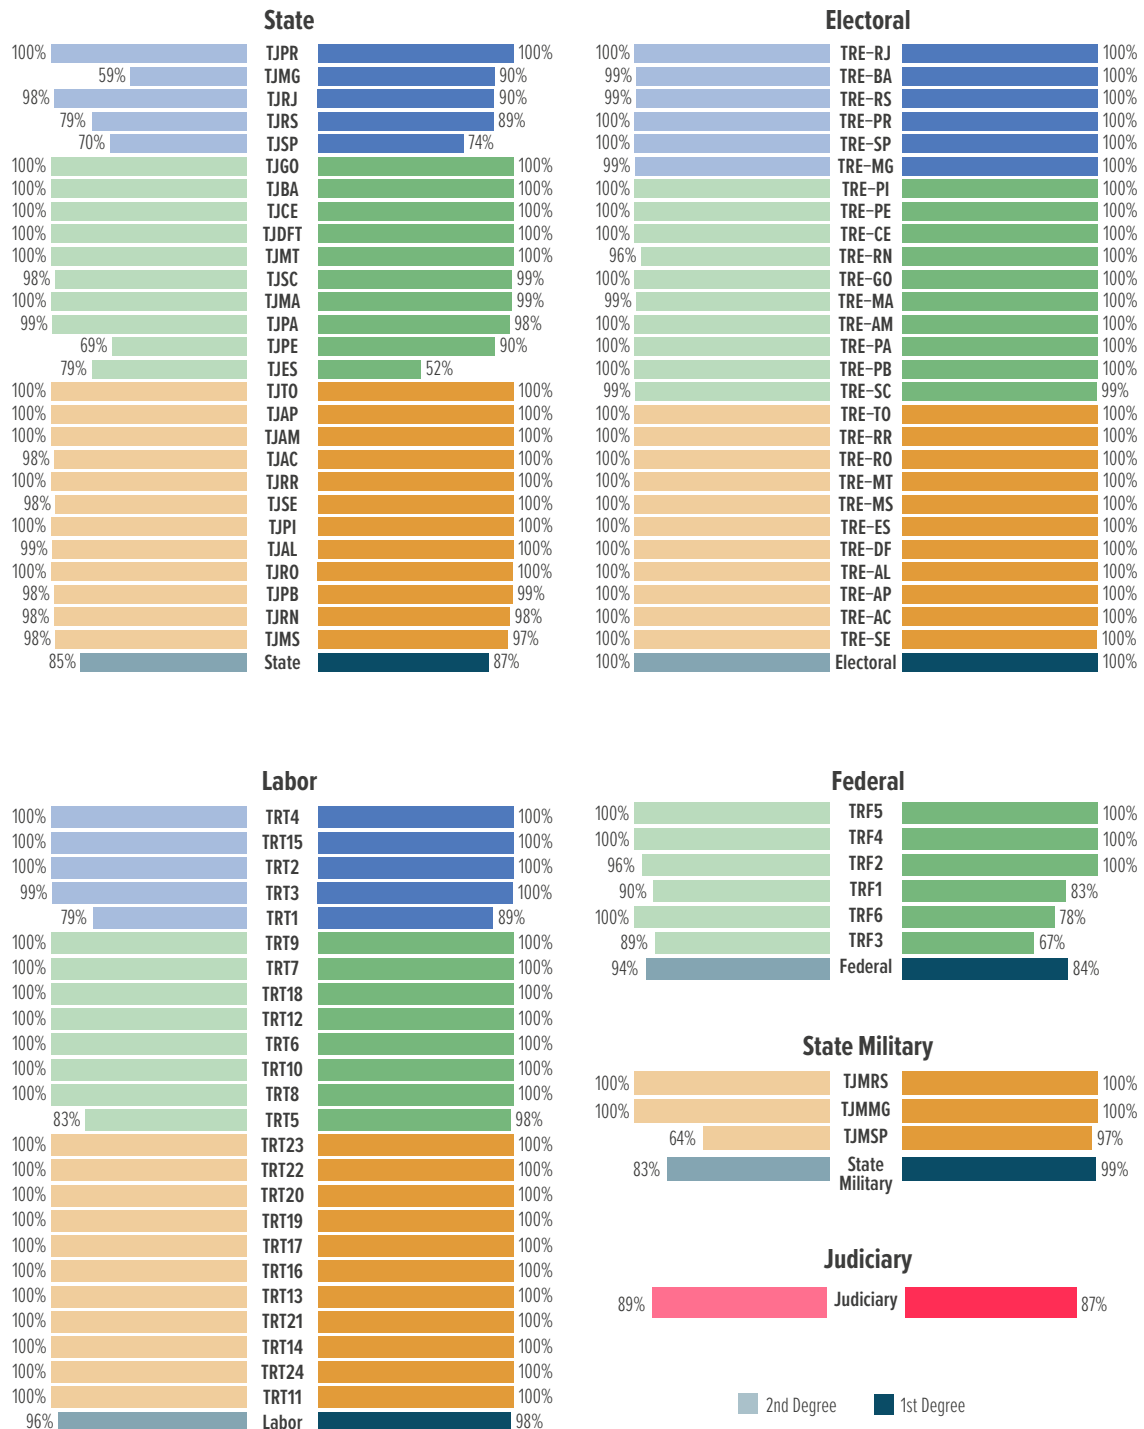 State
100% TJPR 100%
59% TJMG 90%
98% TJRJ 90%
79% TJRS 89%
70% TJSP 74%
100% TJGO 100%
100% TJBA 100%
100% TJCE 100%
100% TJDFT 100%
100% TJMT 100%
98% TJSC 99%
100% TJMA 99%
99% TJPA 98%
69% TJPE 90%
79% TJES 52%
100% TJTO 100%
100% TJAP 100%
100% TJAM 100%
98% TJAC 100%
100% TJRR 100%
98% TJSE 100%
100% TJPI 100%
99% TJAL 100%
100% TJRO 100%
98% TJPB 99%
98% TJRN 98%
98% TJMS 97%
85% State 87%
Electoral
100% TRE-RJ 100%
99% TRE-BA 100%
99% TRE-RS 100%
100% TRE-PR 100%
100% TRE-SP 100%
99% TRE-MG 100%
100% TRE-PI 100%
100% TRE-PE 100%
100% TRE-CE 100%
96% TRE-RN 100%
100% TRE-GO 100%
99% TRE-MA 100%
100% TRE-AM 100%
100% TRE-PA 100%
100% TRE-PB 100%
99% TRE-SC 99%
100% TRE-TO 100%
100% TRE-RR 100%
100% TRE-RO 100%
100% TRE-MT 100%
100% TRE-MS 100%
100% TRE-ES 100%
100% TRE-DF 100%
100% TRE-AL 100%
100% TRE-AP 100%
100% TRE-AC 100%
100% TRE-SE 100%
100% Electoral 100%
Labor
100% TRT4 100%
100% TRT15 100%
100% TRT2 100%
99% TRT3 100%
79% TRT1 89%
100% TRT9 100%
100% TRT7 100%
100% TRT18 100%
100% TRT12 100%
100% TRT6 100%
100% TRT10 100%
100% TRT8 100%
83% TRT5 98%
100% TRT23 100%
100% TRT22 100%
100% TRT20 100%
100% TRT19 100%
100% TRT17 100%
100% TRT16 100%
100% TRT13 100%
100% TRT21 100%
100% TRT14 100%
100% TRT24 100%
100% TRT11 100%
96% Labor 98%
Federal
100% TRF5 100%
100% TRF4 100%
96% TRF2 100%
90% TRF1 83%
100% TRF6 78%
89% TRF3 67%
94% Federal 84%
State Military
100% TJMRS 100%
100% TJMMG 100%
64% TJMSP 97%
83% State 99%
Military
Judiciary
89% Judiciary 87%
2nd Degree 1st Degree